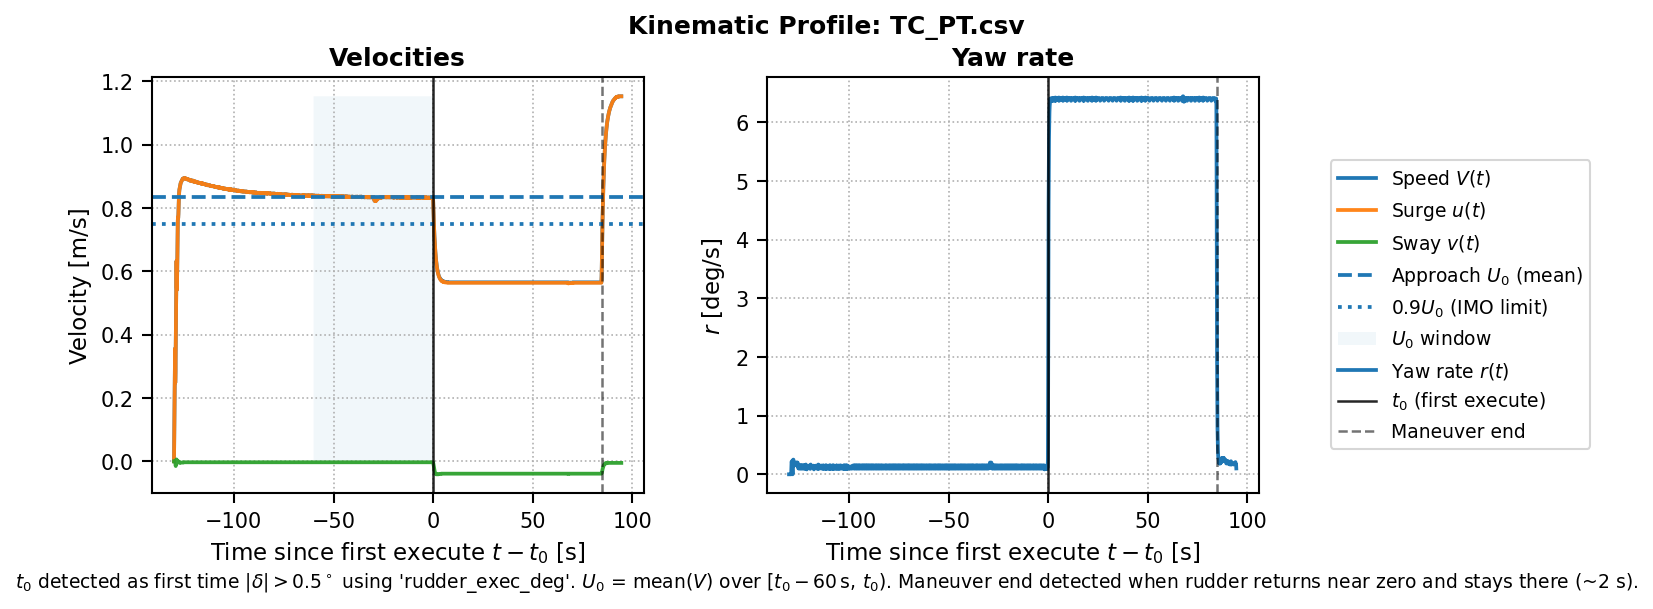 Kinematic Profile: TC_PT.csv
Velocities
Velocity [m/s]
1.2
1.0
0.8
0.6
0.4
0.2
0.0
−100
−50
0
50
100
Time since first execute t − t₀ [s]
Yaw rate
r [deg/s]
6
5
4
3
2
1
0
−100
−50
0
50
100
Time since first execute t − t₀ [s]
Speed V(t)
Surge u(t)
Sway v(t)
Approach U₀ (mean)
0.9U₀ (IMO limit)
U₀ window
Yaw rate r(t)
t₀ (first execute)
Maneuver end
t₀ detected as first time |δ| > 0.5° using 'rudder_exec_deg'. U₀ = mean(V) over [t₀ − 60 s, t₀). Maneuver end detected when rudder returns near zero and stays there (~2 s).